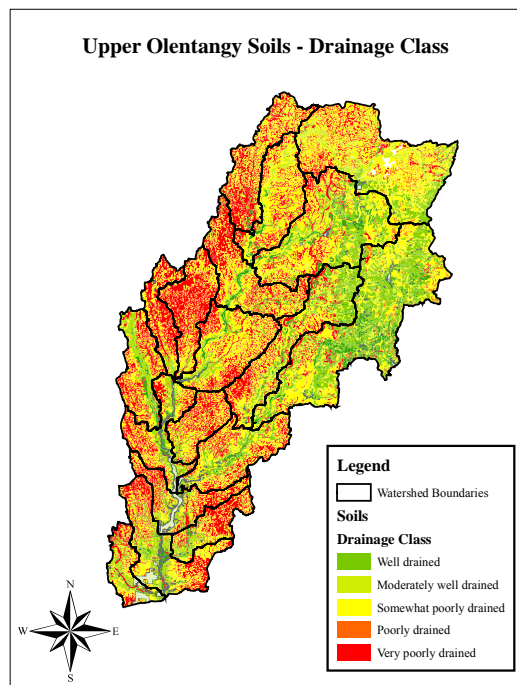 Upper Olentangy Soils - Drainage Class
Legend
Watershed Boundaries
Soils
Drainage Class
Well drained
Moderately well drained
Somewhat poorly drained
Poorly drained
Very poorly drained
N
W E
S